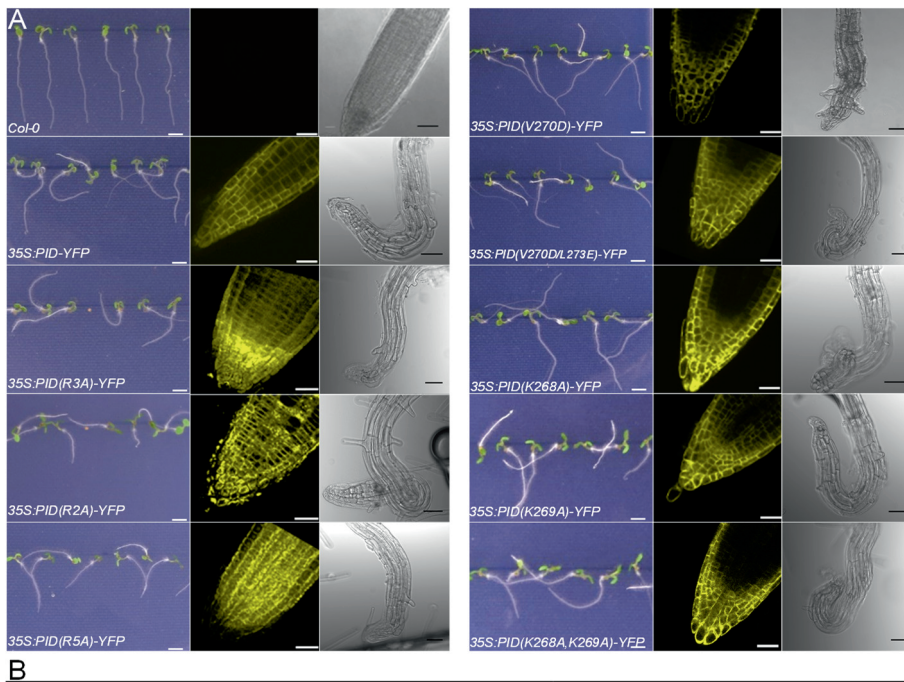 A
Col-0
35S:PID-YFP
35S:PID(R3A)-YFP
35S:PID(R2A)-YFP
35S:PID(R5A)-YFP
35S:PID(V270D)-YFP
35S:PID(V270D/L273E)-YFP
35S:PID(K268A)-YFP
35S:PID(K269A)-YFP
35S:PID(K268A,K269A)-YFP
B